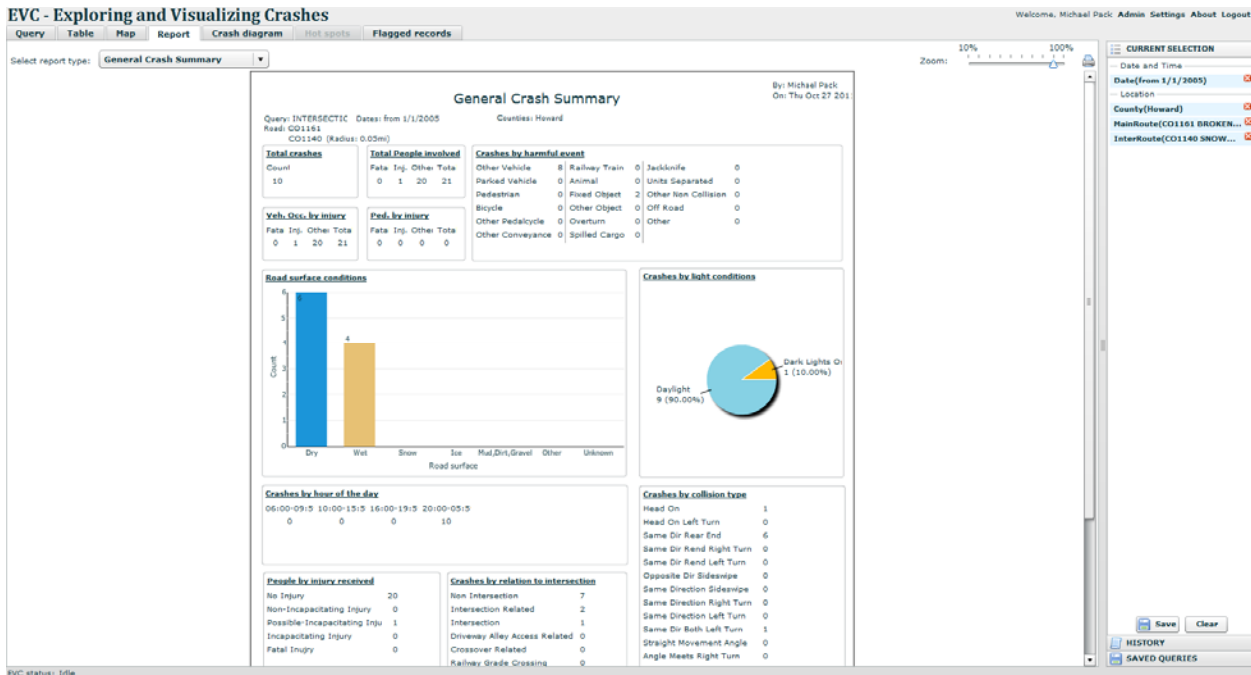 EVC - Exploring and Visualizing Crashes
Welcome, Michael Pack Admin Settings About Logout
Query Table Map Report Crash diagram Hot spots Flagged records
Select report type: General Crash Summary
Zoom: 10% 100%
By: Michael Pack
On: Thu Oct 27 201
General Crash Summary
Query: INTERSECTIC Dates: from 1/1/2005 Counties: Howard
Road: CO1161
CO1140 (Radius: 0.05mi)
Total crashes
Count
10
Total People involved
Fata Inj. Other Tota
0 1 20 21
Veh. Occ. by injury
Fata Inj. Other Tota
0 1 20 21
Ped. by injury
Fata Inj. Other Tota
0 0 0 0
Crashes by harmful event
Other Vehicle 8 Railway Train 0 Jackknife 0
Parked Vehicle 0 Animal 0 Units Separated 0
Pedestrian 0 Fixed Object 2 Other Non Collision 0
Bicycle 0 Other Object 0 Off Road 0
Other Pedalcycle 0 Overturn 0 Other 0
Other Conveyance 0 Spilled Cargo 0
Road surface conditions
6
5
4
3
2
1
0
Count
6
4
Dry Wet Snow Ice Mud,Dirt,Gravel Other Unknown
Road surface
Crashes by light conditions
Dark Lights O
1 (10.00%)
Daylight
9 (90.00%)
Crashes by hour of the day
06:00-09:5 10:00-15:5 16:00-19:5 20:00-05:5
0 0 0 10
Crashes by collision type
Head On 1
Head On Left Turn 0
Same Dir Rear End 6
Same Dir Rend Right Turn 0
Same Dir Rend Left Turn 0
Opposite Dir Sideswipe 0
Same Direction Sideswipe 0
Same Direction Right Turn 0
Same Direction Left Turn 0
Same Dir Both Left Turn 1
Straight Movement Angle 0
Angle Meets Right Turn 0
People by injury received
No Injury 20
Non-Incapacitating Injury 0
Possible-Incapacitating Inju 1
Incapacitating Injury 0
Fatal Inujry 0
Crashes by relation to intersection
Non Intersection 7
Intersection Related 2
Intersection 1
Driveway Alley Access Related 0
Crossover Related 0
Railway Grade Crossing 0
CURRENT SELECTION
Date and Time
Date(from 1/1/2005)
Location
County(Howard)
MainRoute(CO1161 BROKEN...
InterRoute(CO1140 SNOW...
Save Clear
HISTORY
SAVED QUERIES
EVC status: Idle